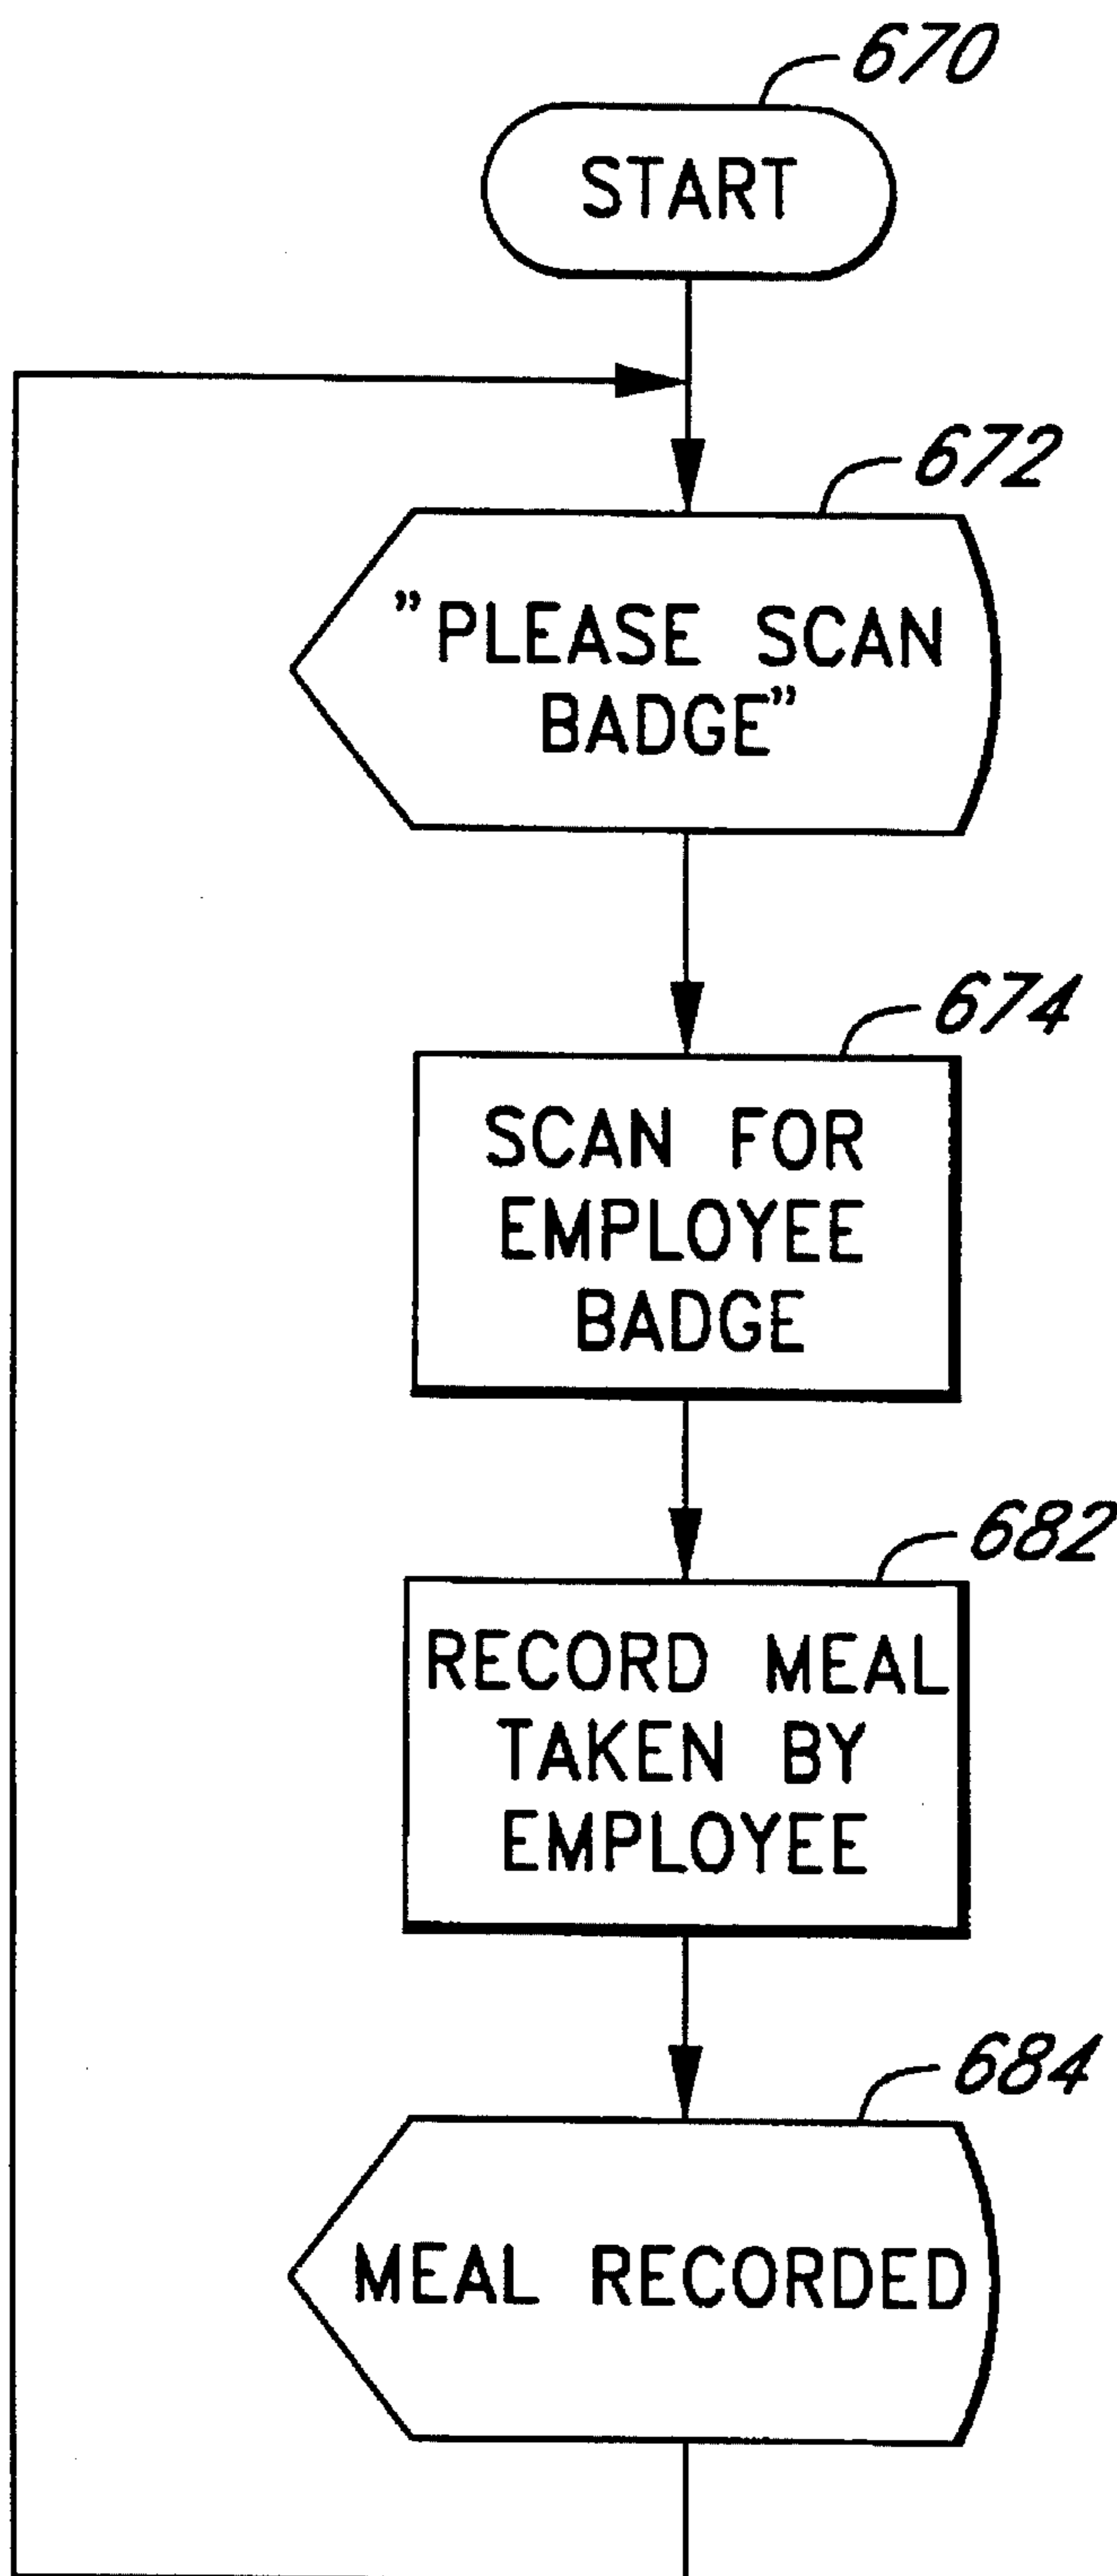 670
START
672
"PLEASE SCAN
BADGE"
674
SCAN FOR
EMPLOYEE
BADGE
682
RECORD MEAL
TAKEN BY
EMPLOYEE
684
MEAL RECORDED